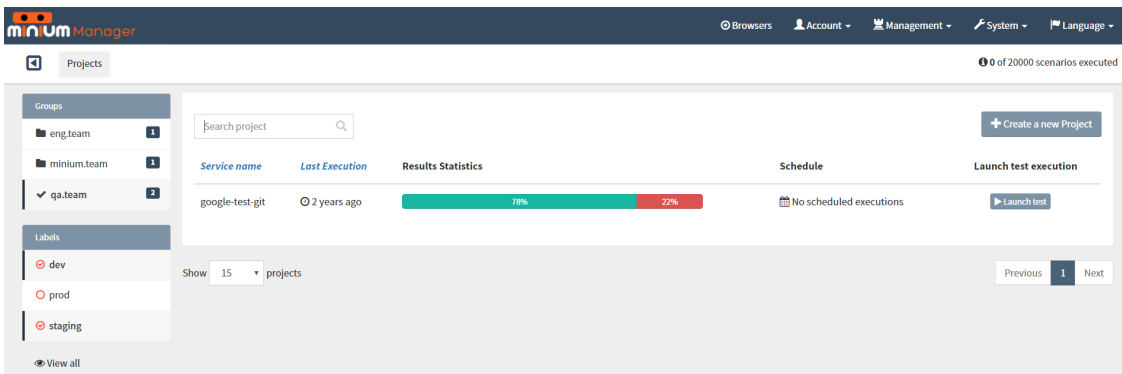 minium Manager
Browsers Account Management System Language
Projects
0 of 20000 scenarios executed
Groups
eng.team 1
minium.team 1
qa.team 2
Labels
dev
prod
staging
View all
Search project
Create a new Project
Service name Last Execution Results Statistics Schedule Launch test execution
google-test-git 2 years ago 78% 22% No scheduled executions Launch test
Show 15 projects
Previous 1 Next